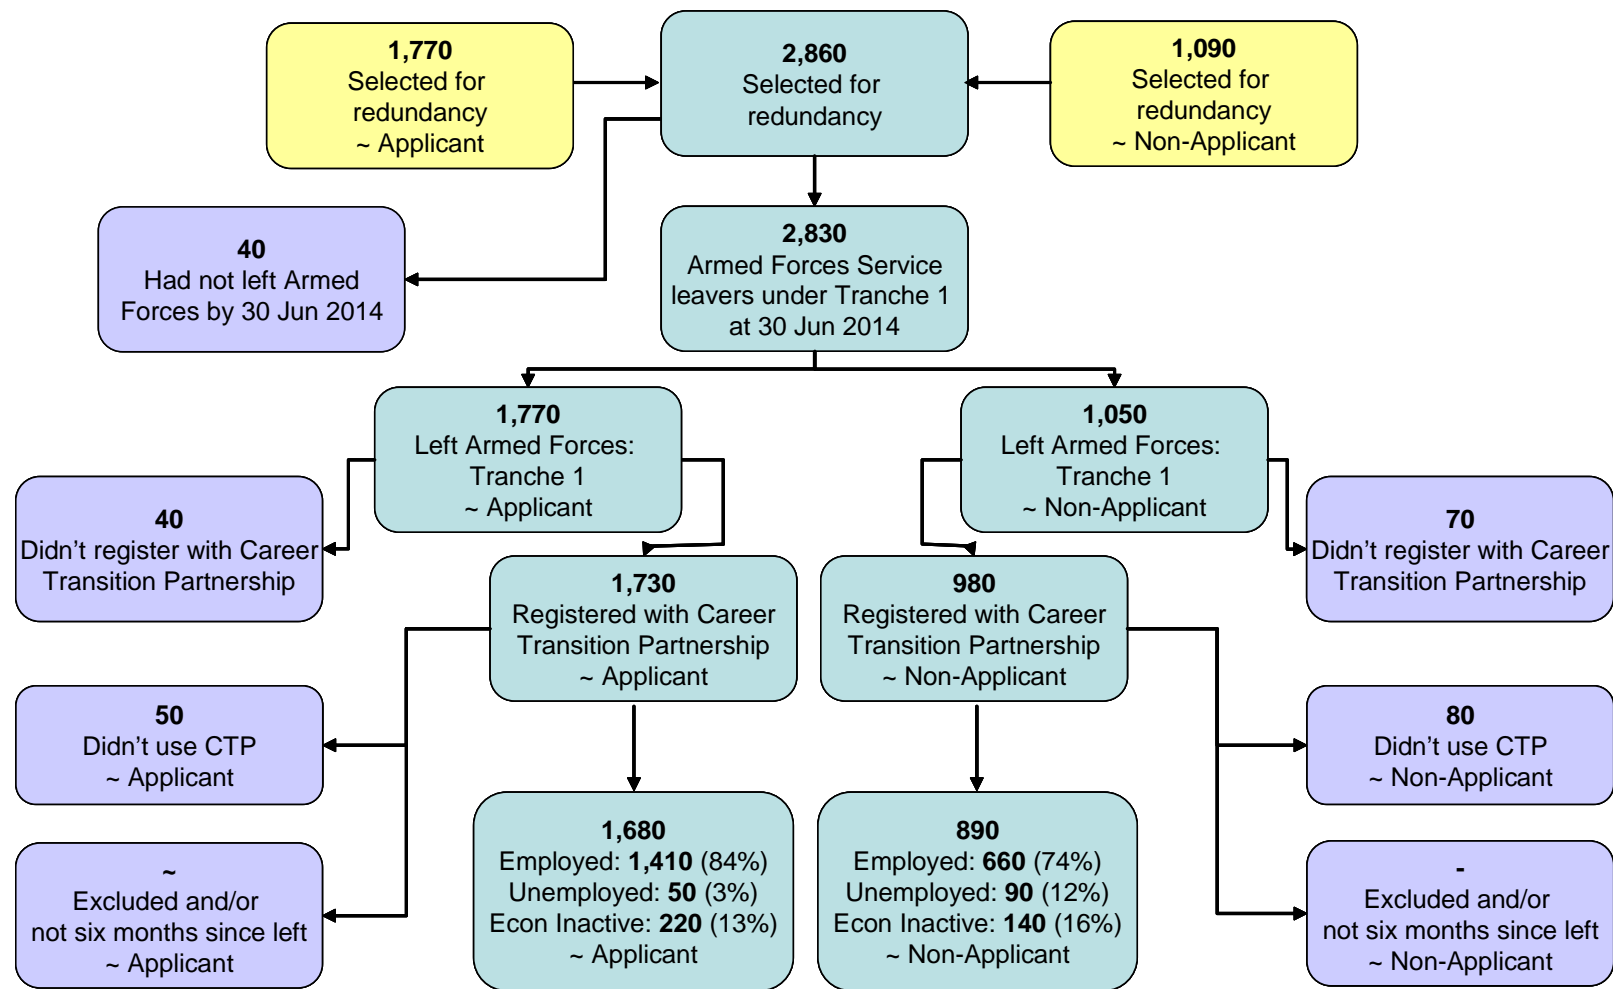 1,770
Selected for
redundancy
~ Applicant
2,860
Selected for
redundancy
1,090
Selected for
redundancy
~ Non-Applicant
40
Had not left Armed
Forces by 30 Jun 2014
2,830
Armed Forces Service
leavers under Tranche 1
at 30 Jun 2014
1,770
Left Armed Forces:
Tranche 1
~ Applicant
1,050
Left Armed Forces:
Tranche 1
~ Non-Applicant
40
Didn't register with Career
Transition Partnership
70
Didn't register with Career
Transition Partnership
1,730
Registered with Career
Transition Partnership
~ Applicant
980
Registered with Career
Transition Partnership
~ Non-Applicant
50
Didn't use CTP
~ Applicant
80
Didn't use CTP
~ Non-Applicant
1,680
Employed: 1,410 (84%)
Unemployed: 50 (3%)
Econ Inactive: 220 (13%)
~ Applicant
890
Employed: 660 (74%)
Unemployed: 90 (12%)
Econ Inactive: 140 (16%)
~ Non-Applicant
~
Excluded and/or
not six months since left
~ Applicant
-
Excluded and/or
not six months since left
~ Non-Applicant